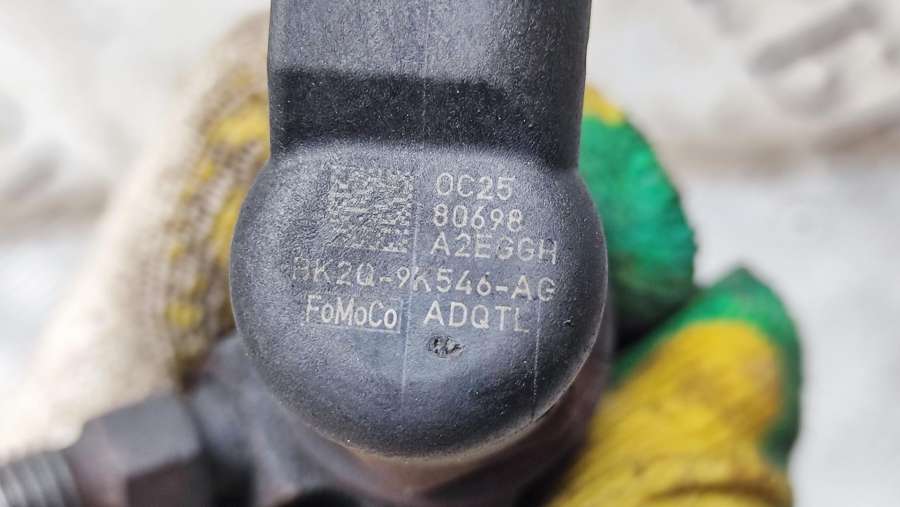 0C25
80698
A2EGGH
BK2Q-9K546-AG
FoMoCo ADQTL